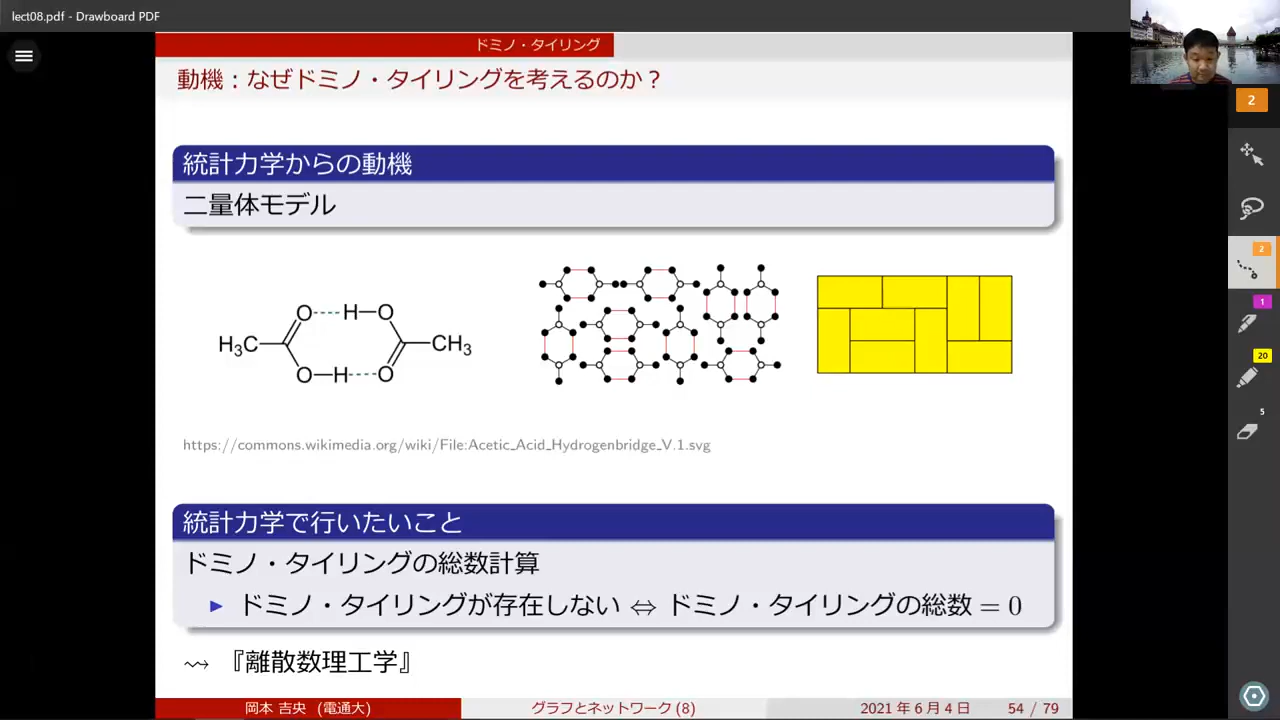 lect08.pdf - Drawboard PDF
ドミノ・タイリング
動機：なぜドミノ・タイリングを考えるのか？
統計力学からの動機
二量体モデル
O H O
H₃C CH₃
O H O
https://commons.wikimedia.org/wiki/File:Acetic_Acid_Hydrogenbridge_V.1.svg
統計力学で行いたいこと
ドミノ・タイリングの総数計算
▶ ドミノ・タイリングが存在しない ⇔ ドミノ・タイリングの総数 = 0
⇝ 『離散数理工学』
岡本 吉央 (電通大)
グラフとネットワーク (8)
2021 年 6 月 4 日
54 / 79
2
2
1
20
5